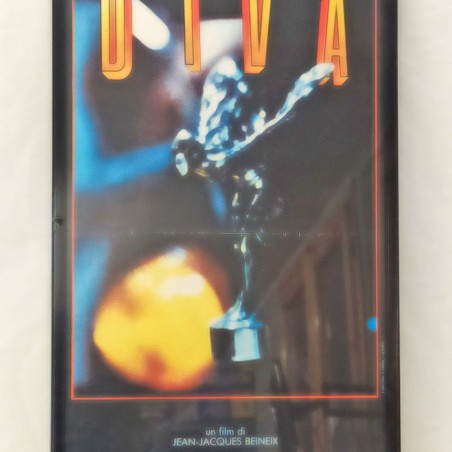 DIVA
un film di
JEAN-JACQUES BEINEIX